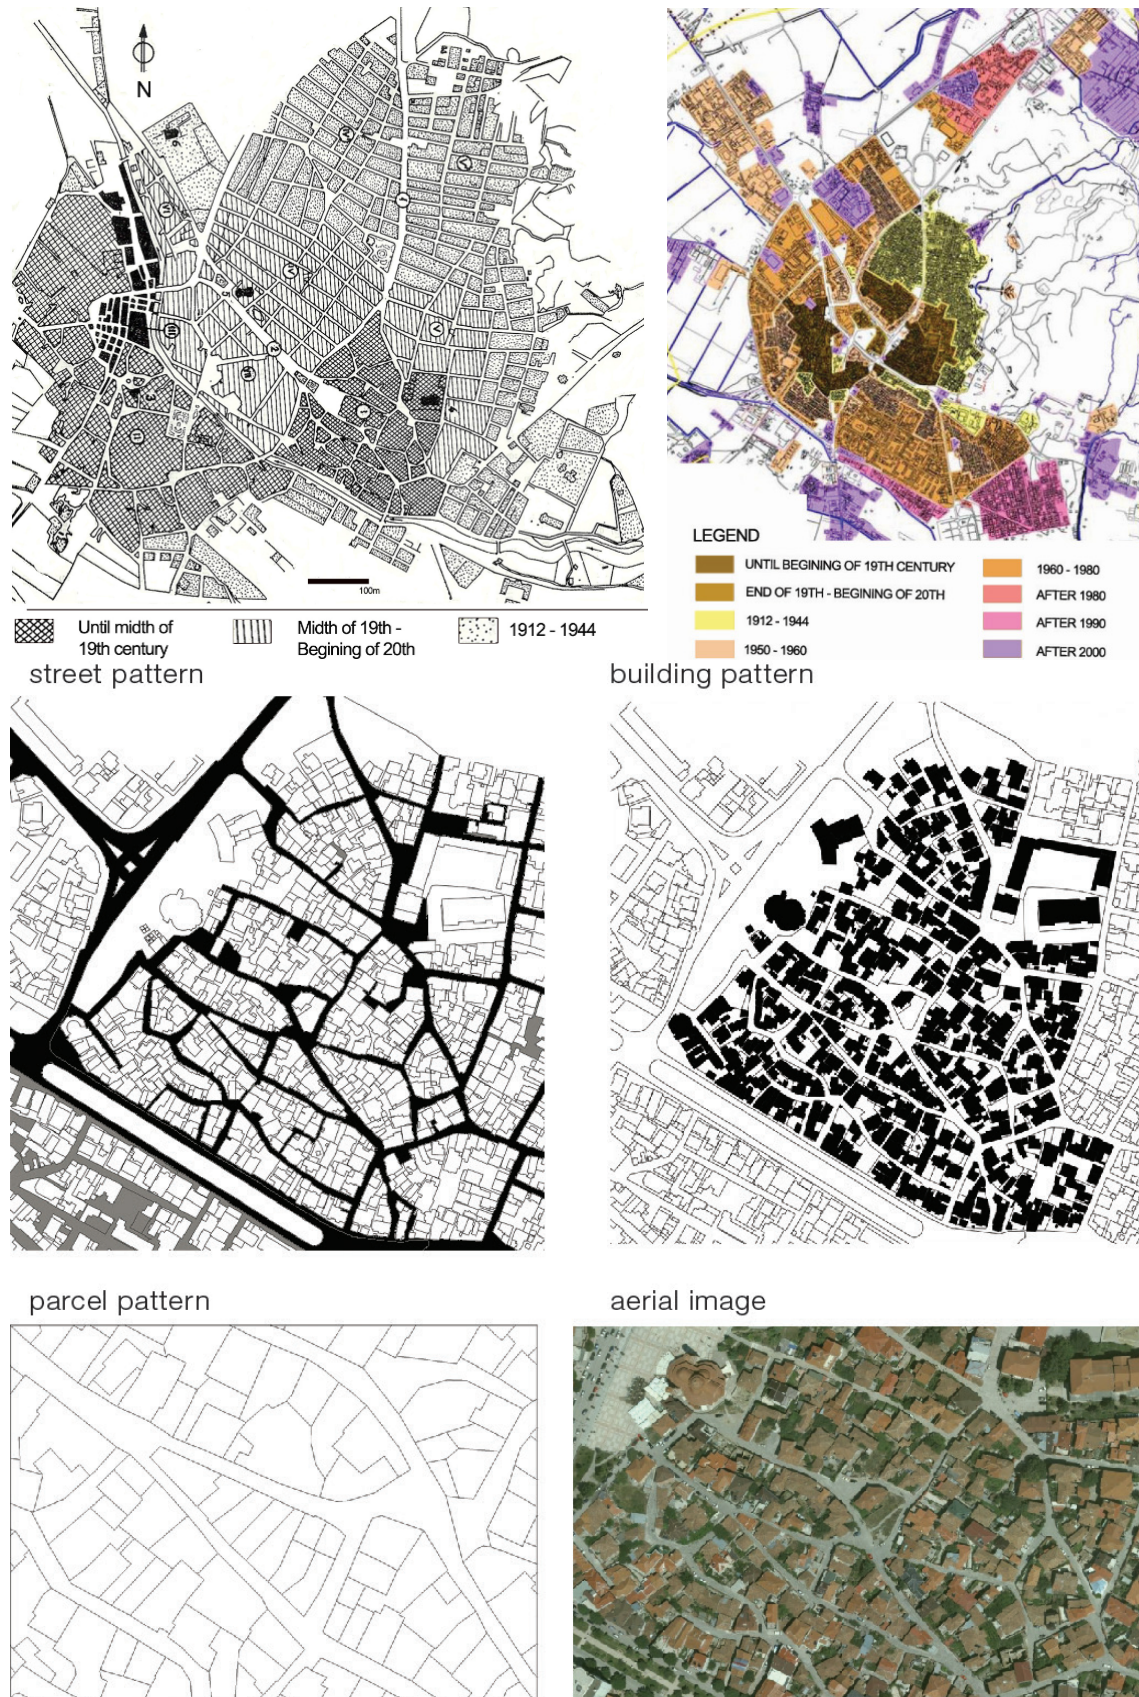 N
100m
Until midth of
19th century
Midth of 19th -
Begining of 20th
1912 - 1944
LEGEND
UNTIL BEGINING OF 19TH CENTURY
END OF 19TH - BEGINING OF 20TH
1912 - 1944
1950 - 1960
1960 - 1980
AFTER 1980
AFTER 1990
AFTER 2000
street pattern
building pattern
parcel pattern
aerial image